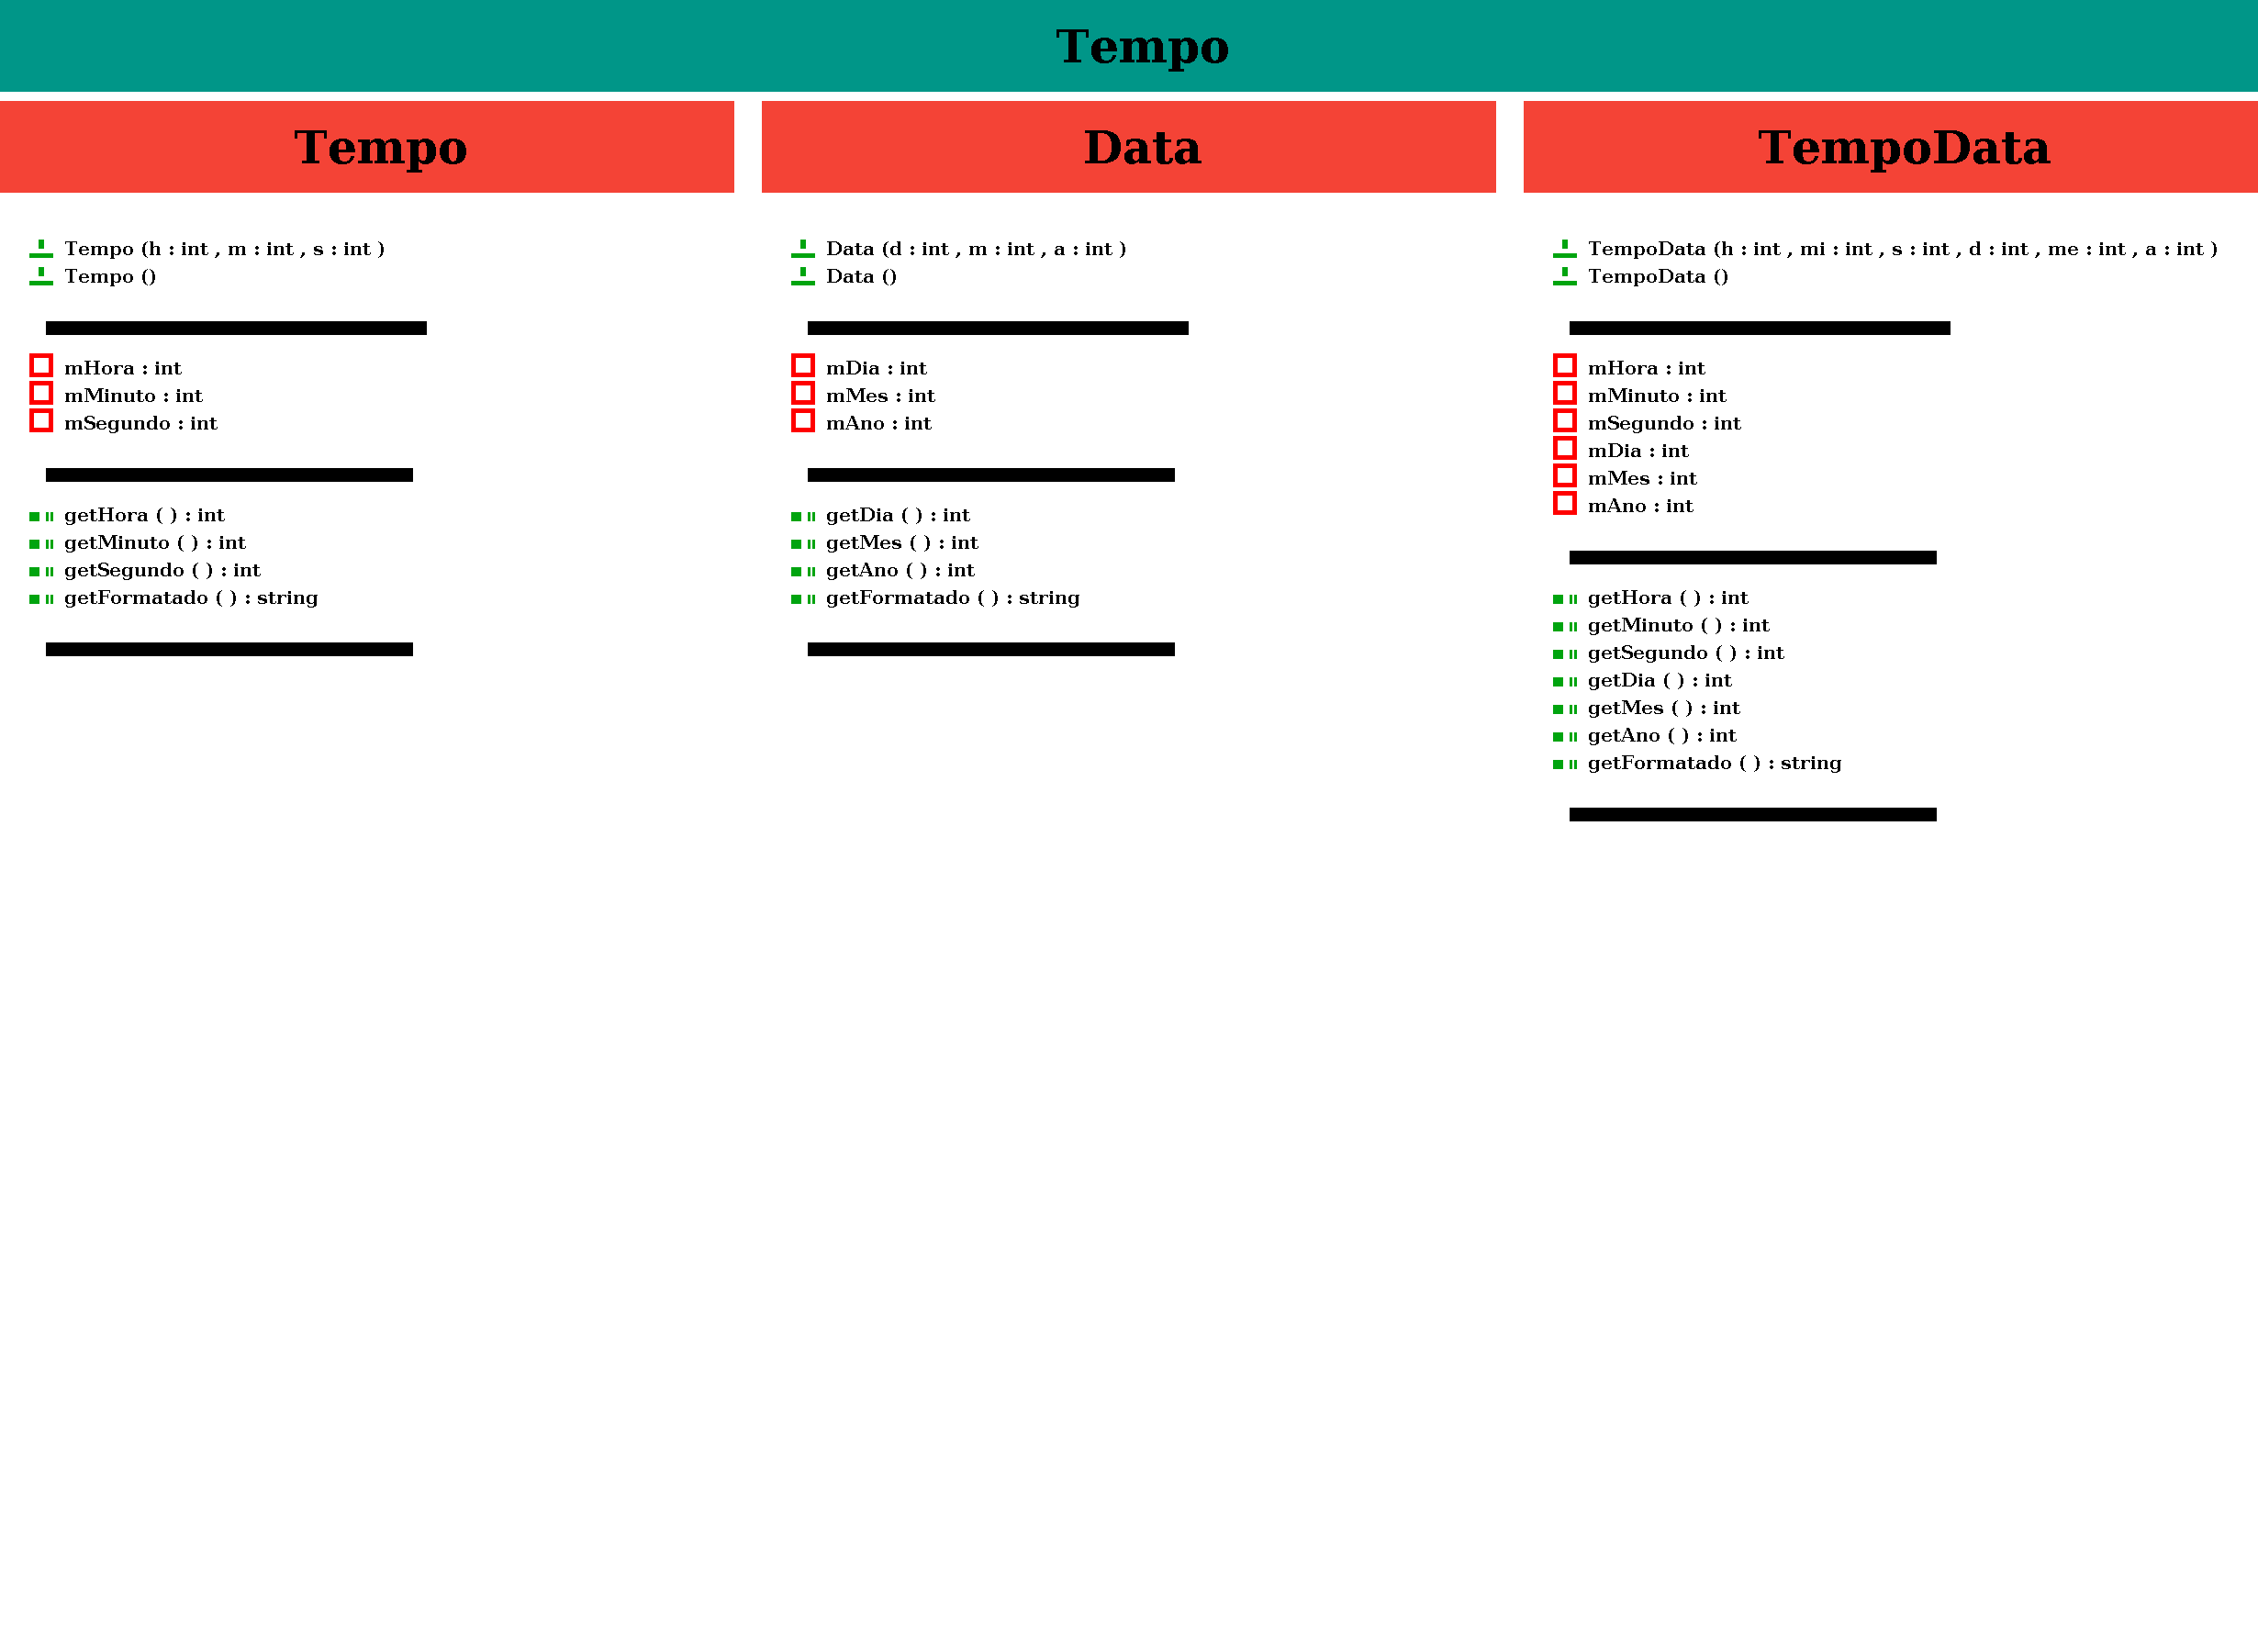 Tempo
Tempo
Tempo (h : int , m : int , s : int )
Tempo ()
mHora : int
mMinuto : int
mSegundo : int
getHora ( ) : int
getMinuto ( ) : int
getSegundo ( ) : int
getFormatado ( ) : string
Data
Data (d : int , m : int , a : int )
Data ()
mDia : int
mMes : int
mAno : int
getDia ( ) : int
getMes ( ) : int
getAno ( ) : int
getFormatado ( ) : string
TempoData
TempoData (h : int , mi : int , s : int , d : int , me : int , a : int )
TempoData ()
mHora : int
mMinuto : int
mSegundo : int
mDia : int
mMes : int
mAno : int
getHora ( ) : int
getMinuto ( ) : int
getSegundo ( ) : int
getDia ( ) : int
getMes ( ) : int
getAno ( ) : int
getFormatado ( ) : string